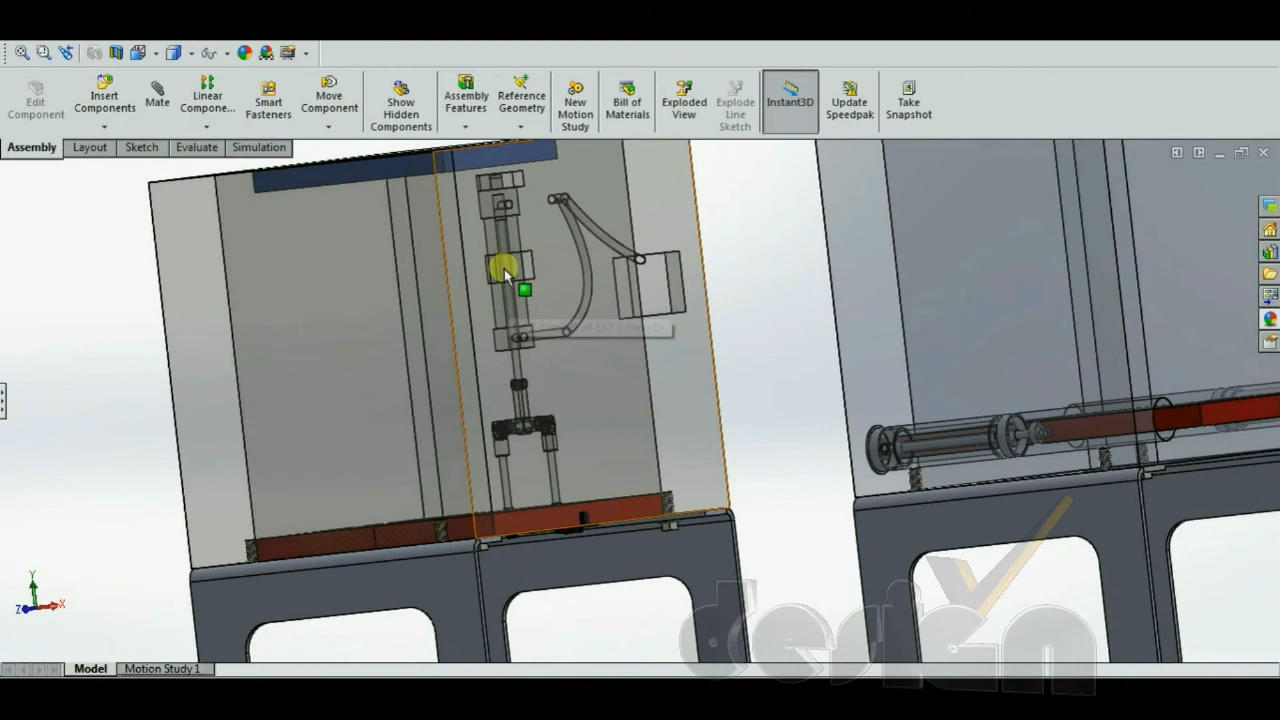 Edit
Component
Insert
Components
Mate
Linear
Compone...
Smart
Fasteners
Move
Component
Show
Hidden
Components
Assembly
Features
Reference
Geometry
New
Motion
Study
Bill of
Materials
Exploded
View
Explode
Line
Sketch
Instant3D
Update
Speedpak
Take
Snapshot
Assembly
Layout
Sketch
Evaluate
Simulation
Y
Z
X
design
Model
Motion Study1